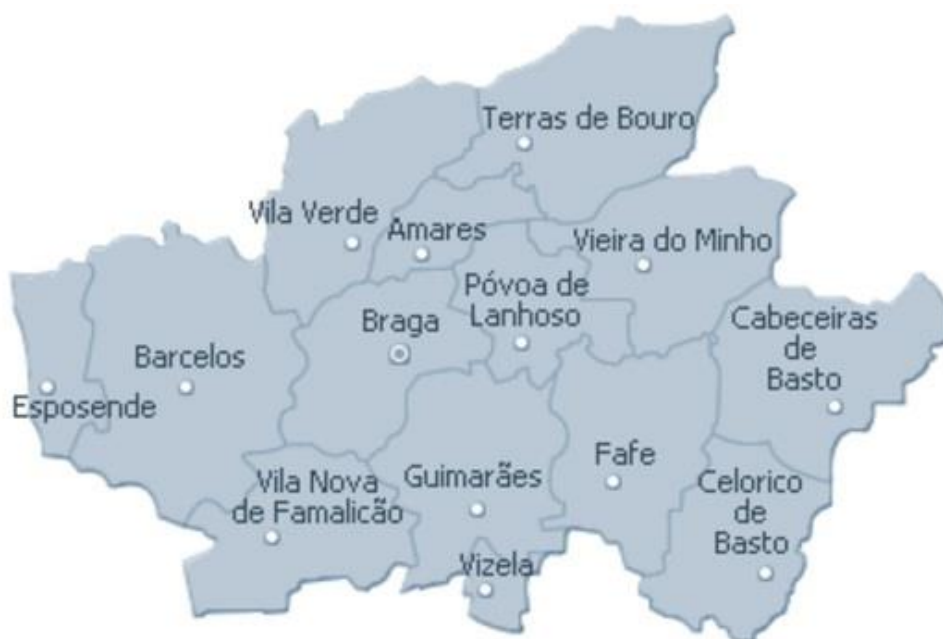 Terras de Bouro
Vila Verde
Amares
Vieira do Minho
Póvoa de
Lanhoso
Braga
Cabeceiras
de
Basto
Barcelos
Esposende
Vila Nova
de Famalicão
Guimarães
Fafe
Celorico
de
Basto
Vizela